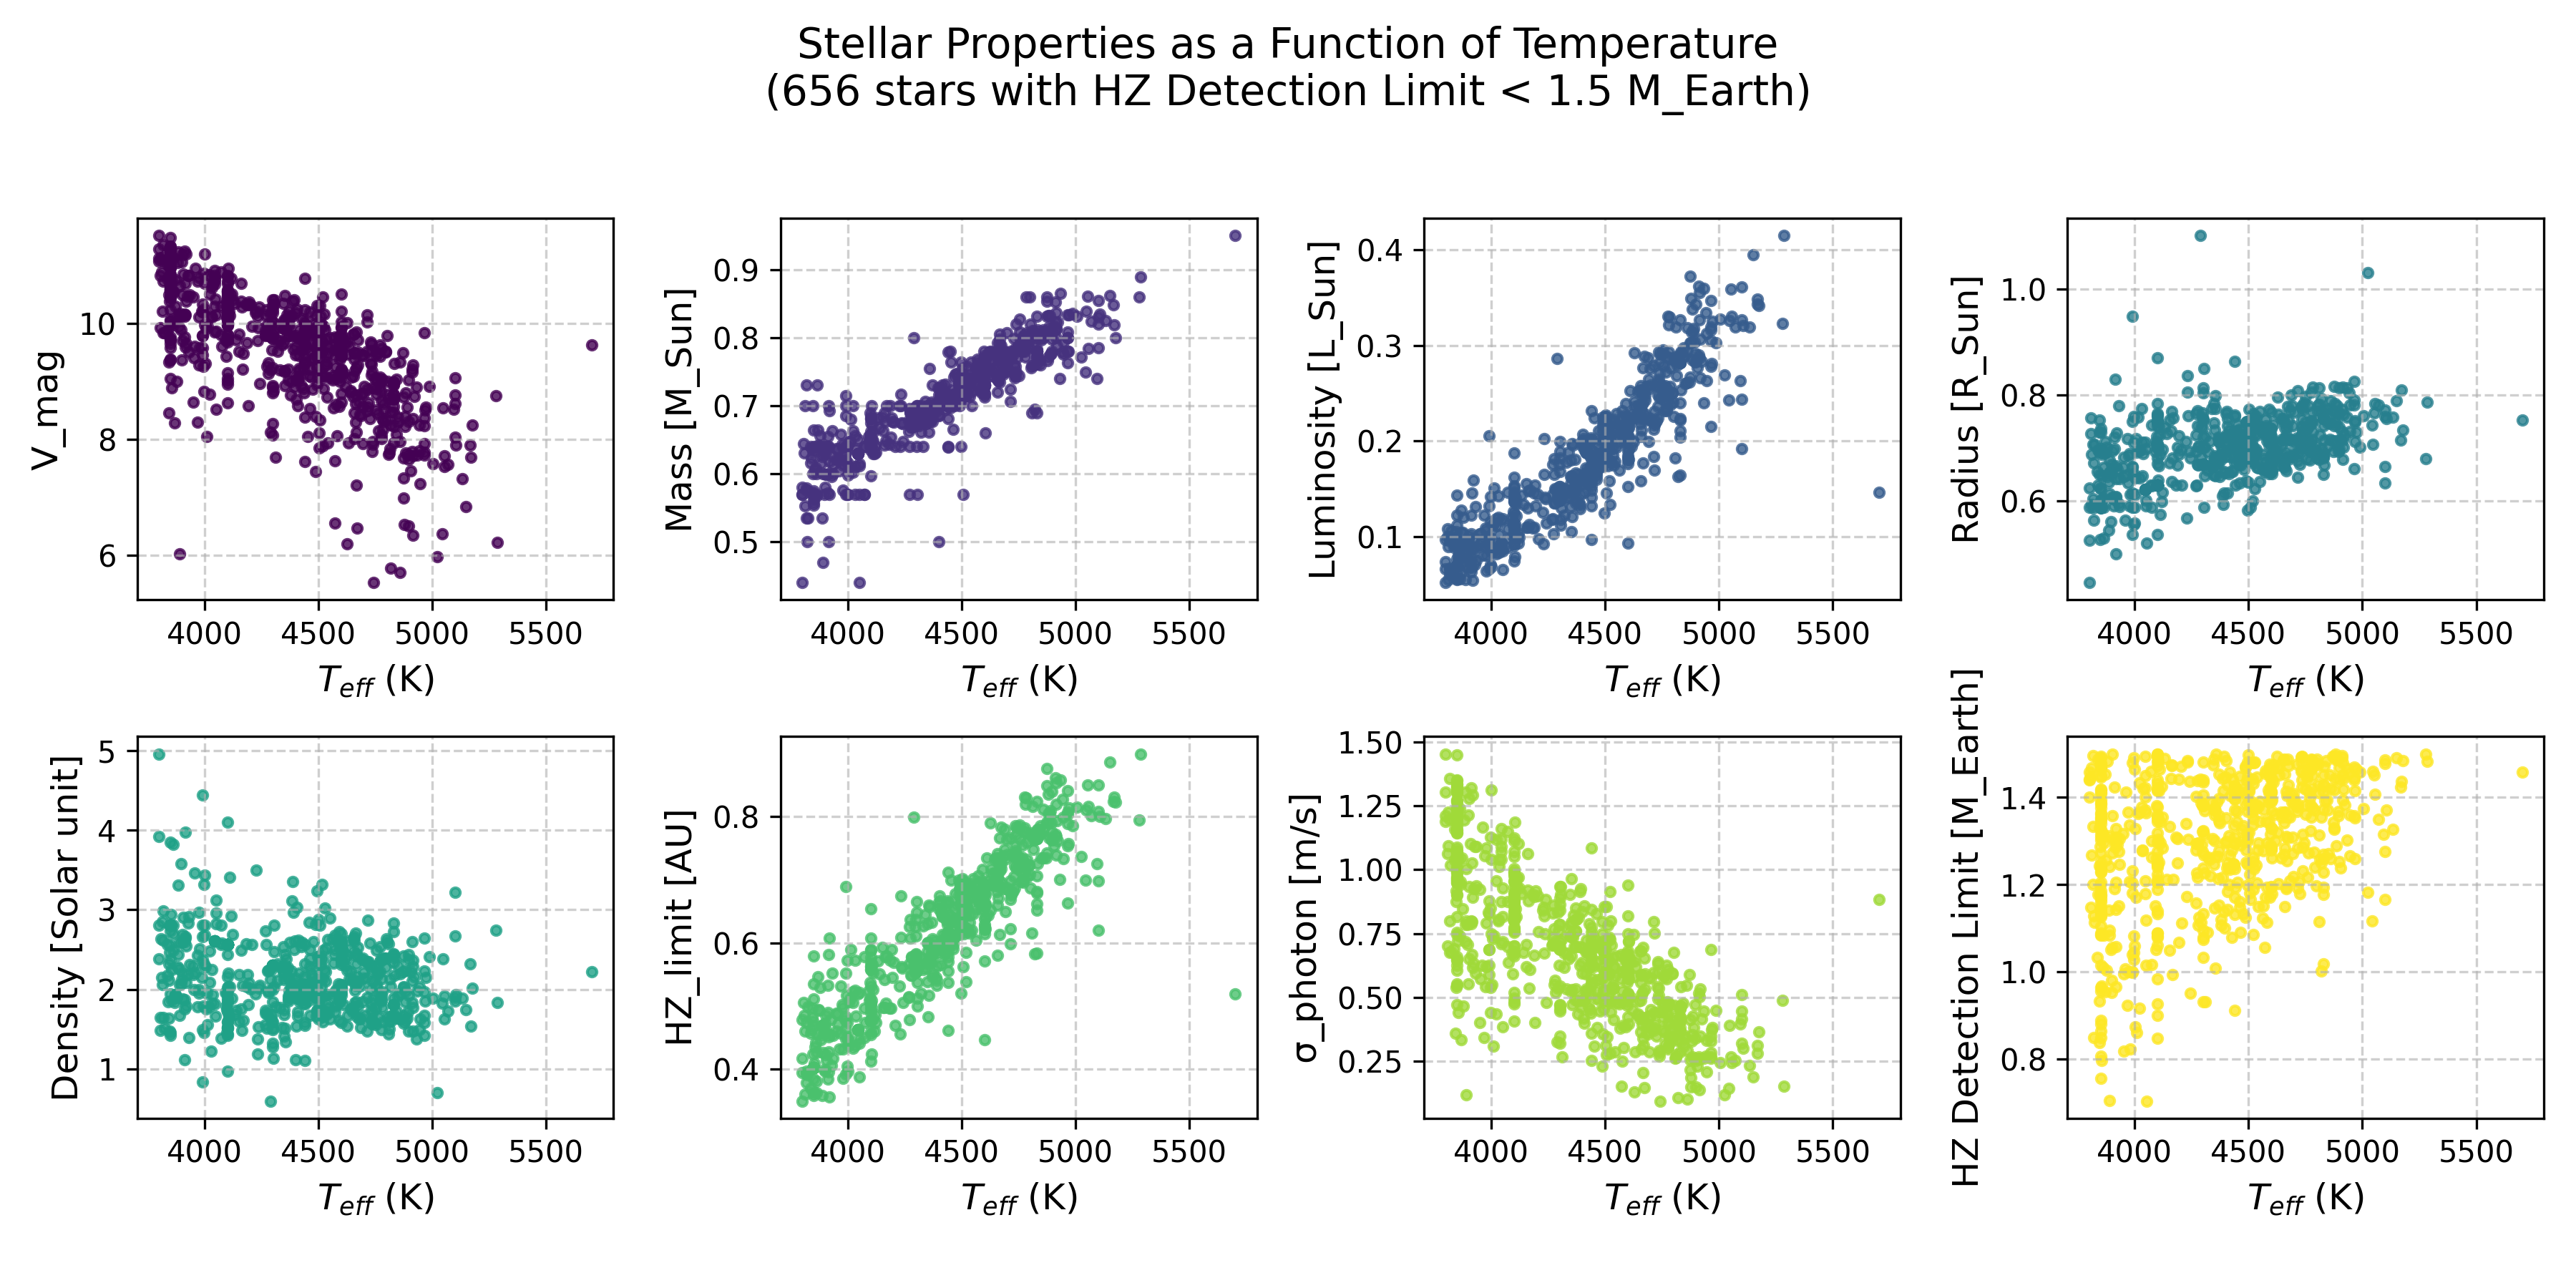 Stellar Properties as a Function of Temperature
(656 stars with HZ Detection Limit < 1.5 M_Earth)
V_mag
10
8
6
4000 4500 5000 5500
T_eff (K)
Mass [M_Sun]
0.9
0.8
0.7
0.6
0.5
4000 4500 5000 5500
T_eff (K)
Luminosity [L_Sun]
0.4
0.3
0.2
0.1
4000 4500 5000 5500
T_eff (K)
Radius [R_Sun]
1.0
0.8
0.6
4000 4500 5000 5500
T_eff (K)
Density [Solar unit]
5
4
3
2
1
4000 4500 5000 5500
T_eff (K)
HZ_limit [AU]
0.8
0.6
0.4
4000 4500 5000 5500
T_eff (K)
σ_photon [m/s]
1.50
1.25
1.00
0.75
0.50
0.25
4000 4500 5000 5500
T_eff (K)
HZ Detection Limit [M_Earth]
1.4
1.2
1.0
0.8
4000 4500 5000 5500
T_eff (K)